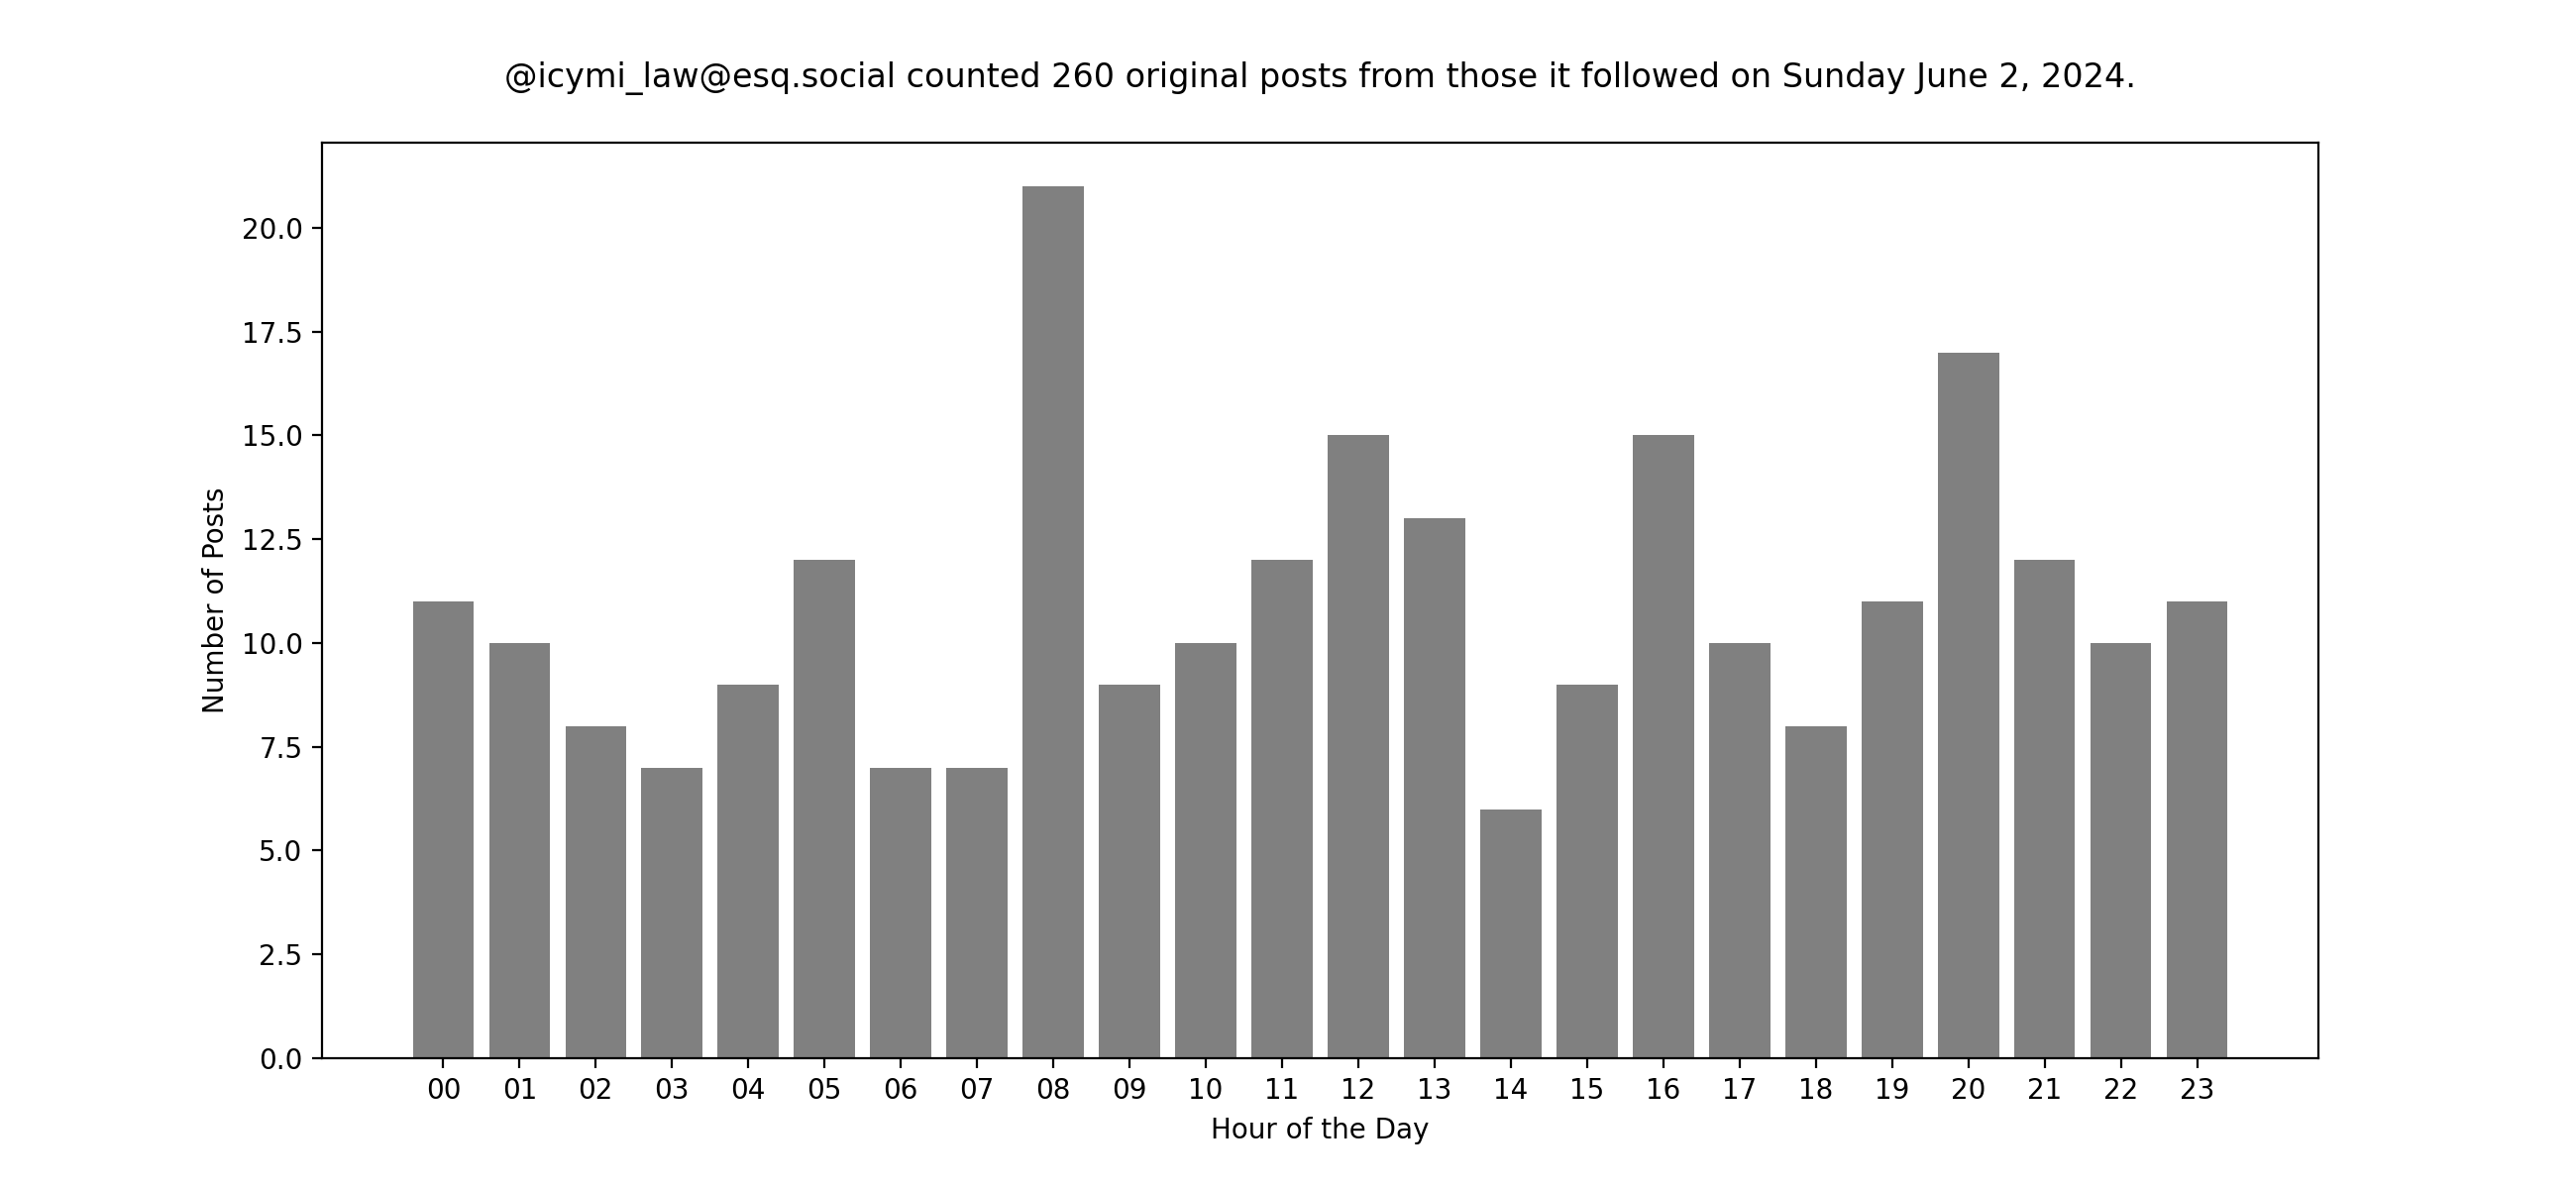 @icymi_law@esq.social counted 260 original posts from those it followed on Sunday June 2, 2024.
20.0
17.5
15.0
12.5
10.0
7.5
5.0
2.5
0.0
Number of Posts
00 01 02 03 04 05 06 07 08 09 10 11 12 13 14 15 16 17 18 19 20 21 22 23
Hour of the Day